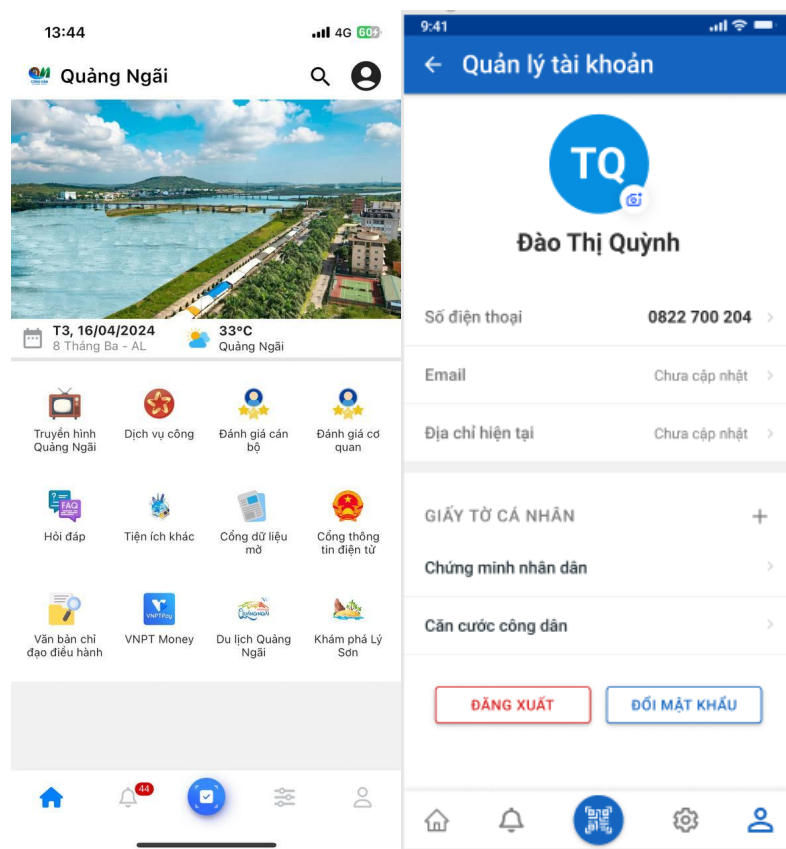 13:44
4G 60
Quảng Ngãi
T3, 16/04/2024
8 Tháng Ba - AL
33°C
Quảng Ngãi
Truyền hình
Quảng Ngãi
Dịch vụ công
Đánh giá cán
bộ
Đánh giá cơ
quan
FAQ
Hỏi đáp
Tiện ích khác
Cổng dữ liệu
mở
Cổng thông
tin điện tử
Văn bản chỉ
đạo điều hành
VNPTPay
VNPT Money
QUẢNGNGÃI
Du lịch Quảng
Ngãi
Khám phá Lý
Sơn
44
9:41
Quản lý tài khoản
TQ
Đào Thị Quỳnh
Số điện thoại 0822 700 204
Email Chưa cập nhật
Địa chỉ hiện tại Chưa cập nhật
GIẤY TỜ CÁ NHÂN
Chứng minh nhân dân
Căn cước công dân
ĐĂNG XUẤT
ĐỔI MẬT KHẨU